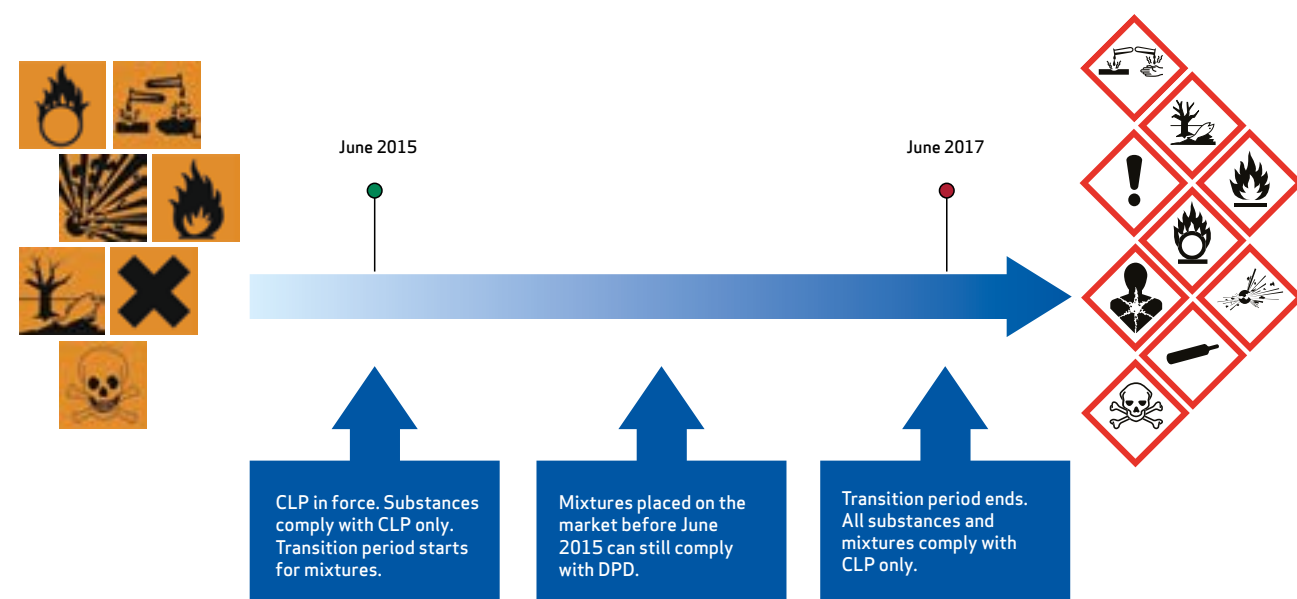 June 2015
June 2017
CLP in force. Substances
comply with CLP only.
Transition period starts
for mixtures.
Mixtures placed on the
market before June
2015 can still comply
with DPD.
Transition period ends.
All substances and
mixtures comply with
CLP only.